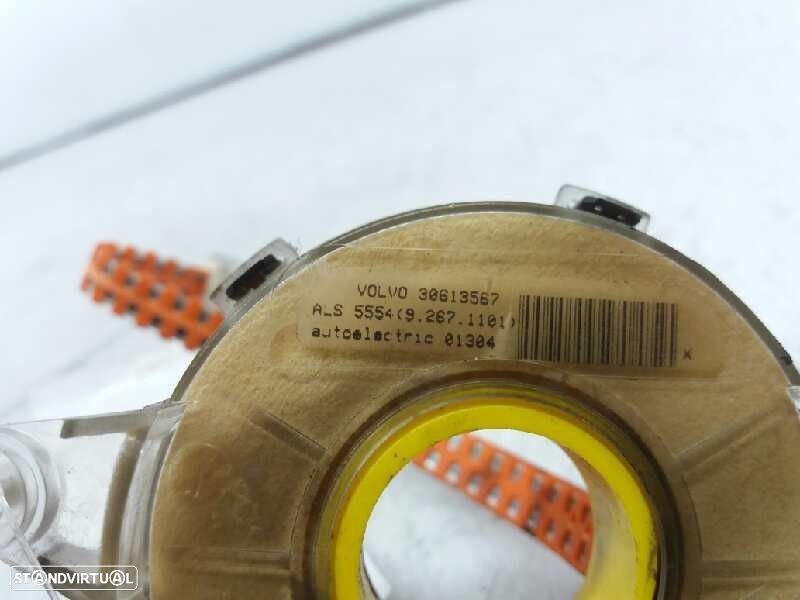 VOLVO 30613567
ALS 5554(9.267.1101)
autoelectric 01304
K
STANDVIRTUAL